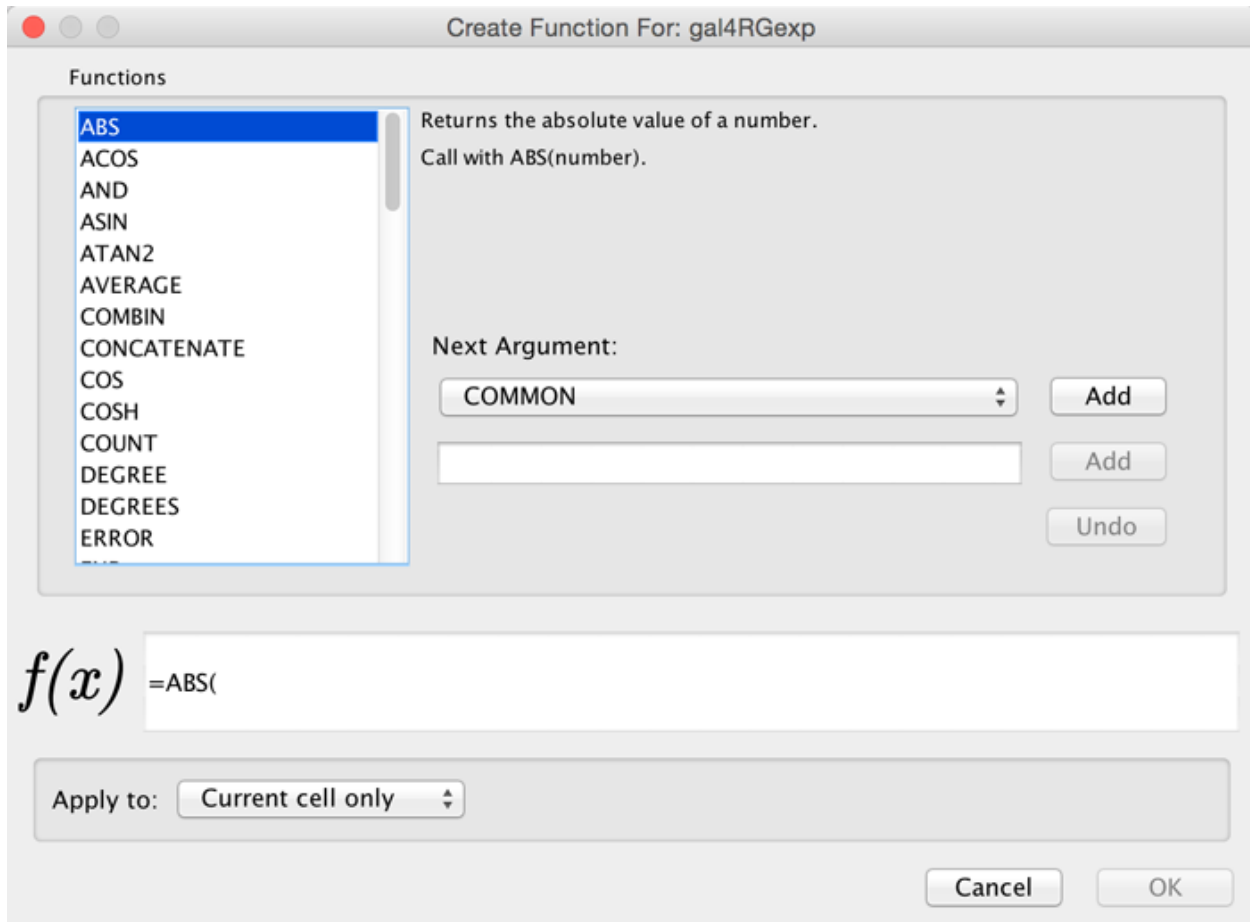 Create Function For: gal4RGexp
Functions
ABS
ACOS
AND
ASIN
ATAN2
AVERAGE
COMBIN
CONCATENATE
COS
COSH
COUNT
DEGREE
DEGREES
ERROR
Returns the absolute value of a number.
Call with ABS(number).
Next Argument:
COMMON
Add
Add
Undo
f(x) =ABS(
Apply to: Current cell only
Cancel OK